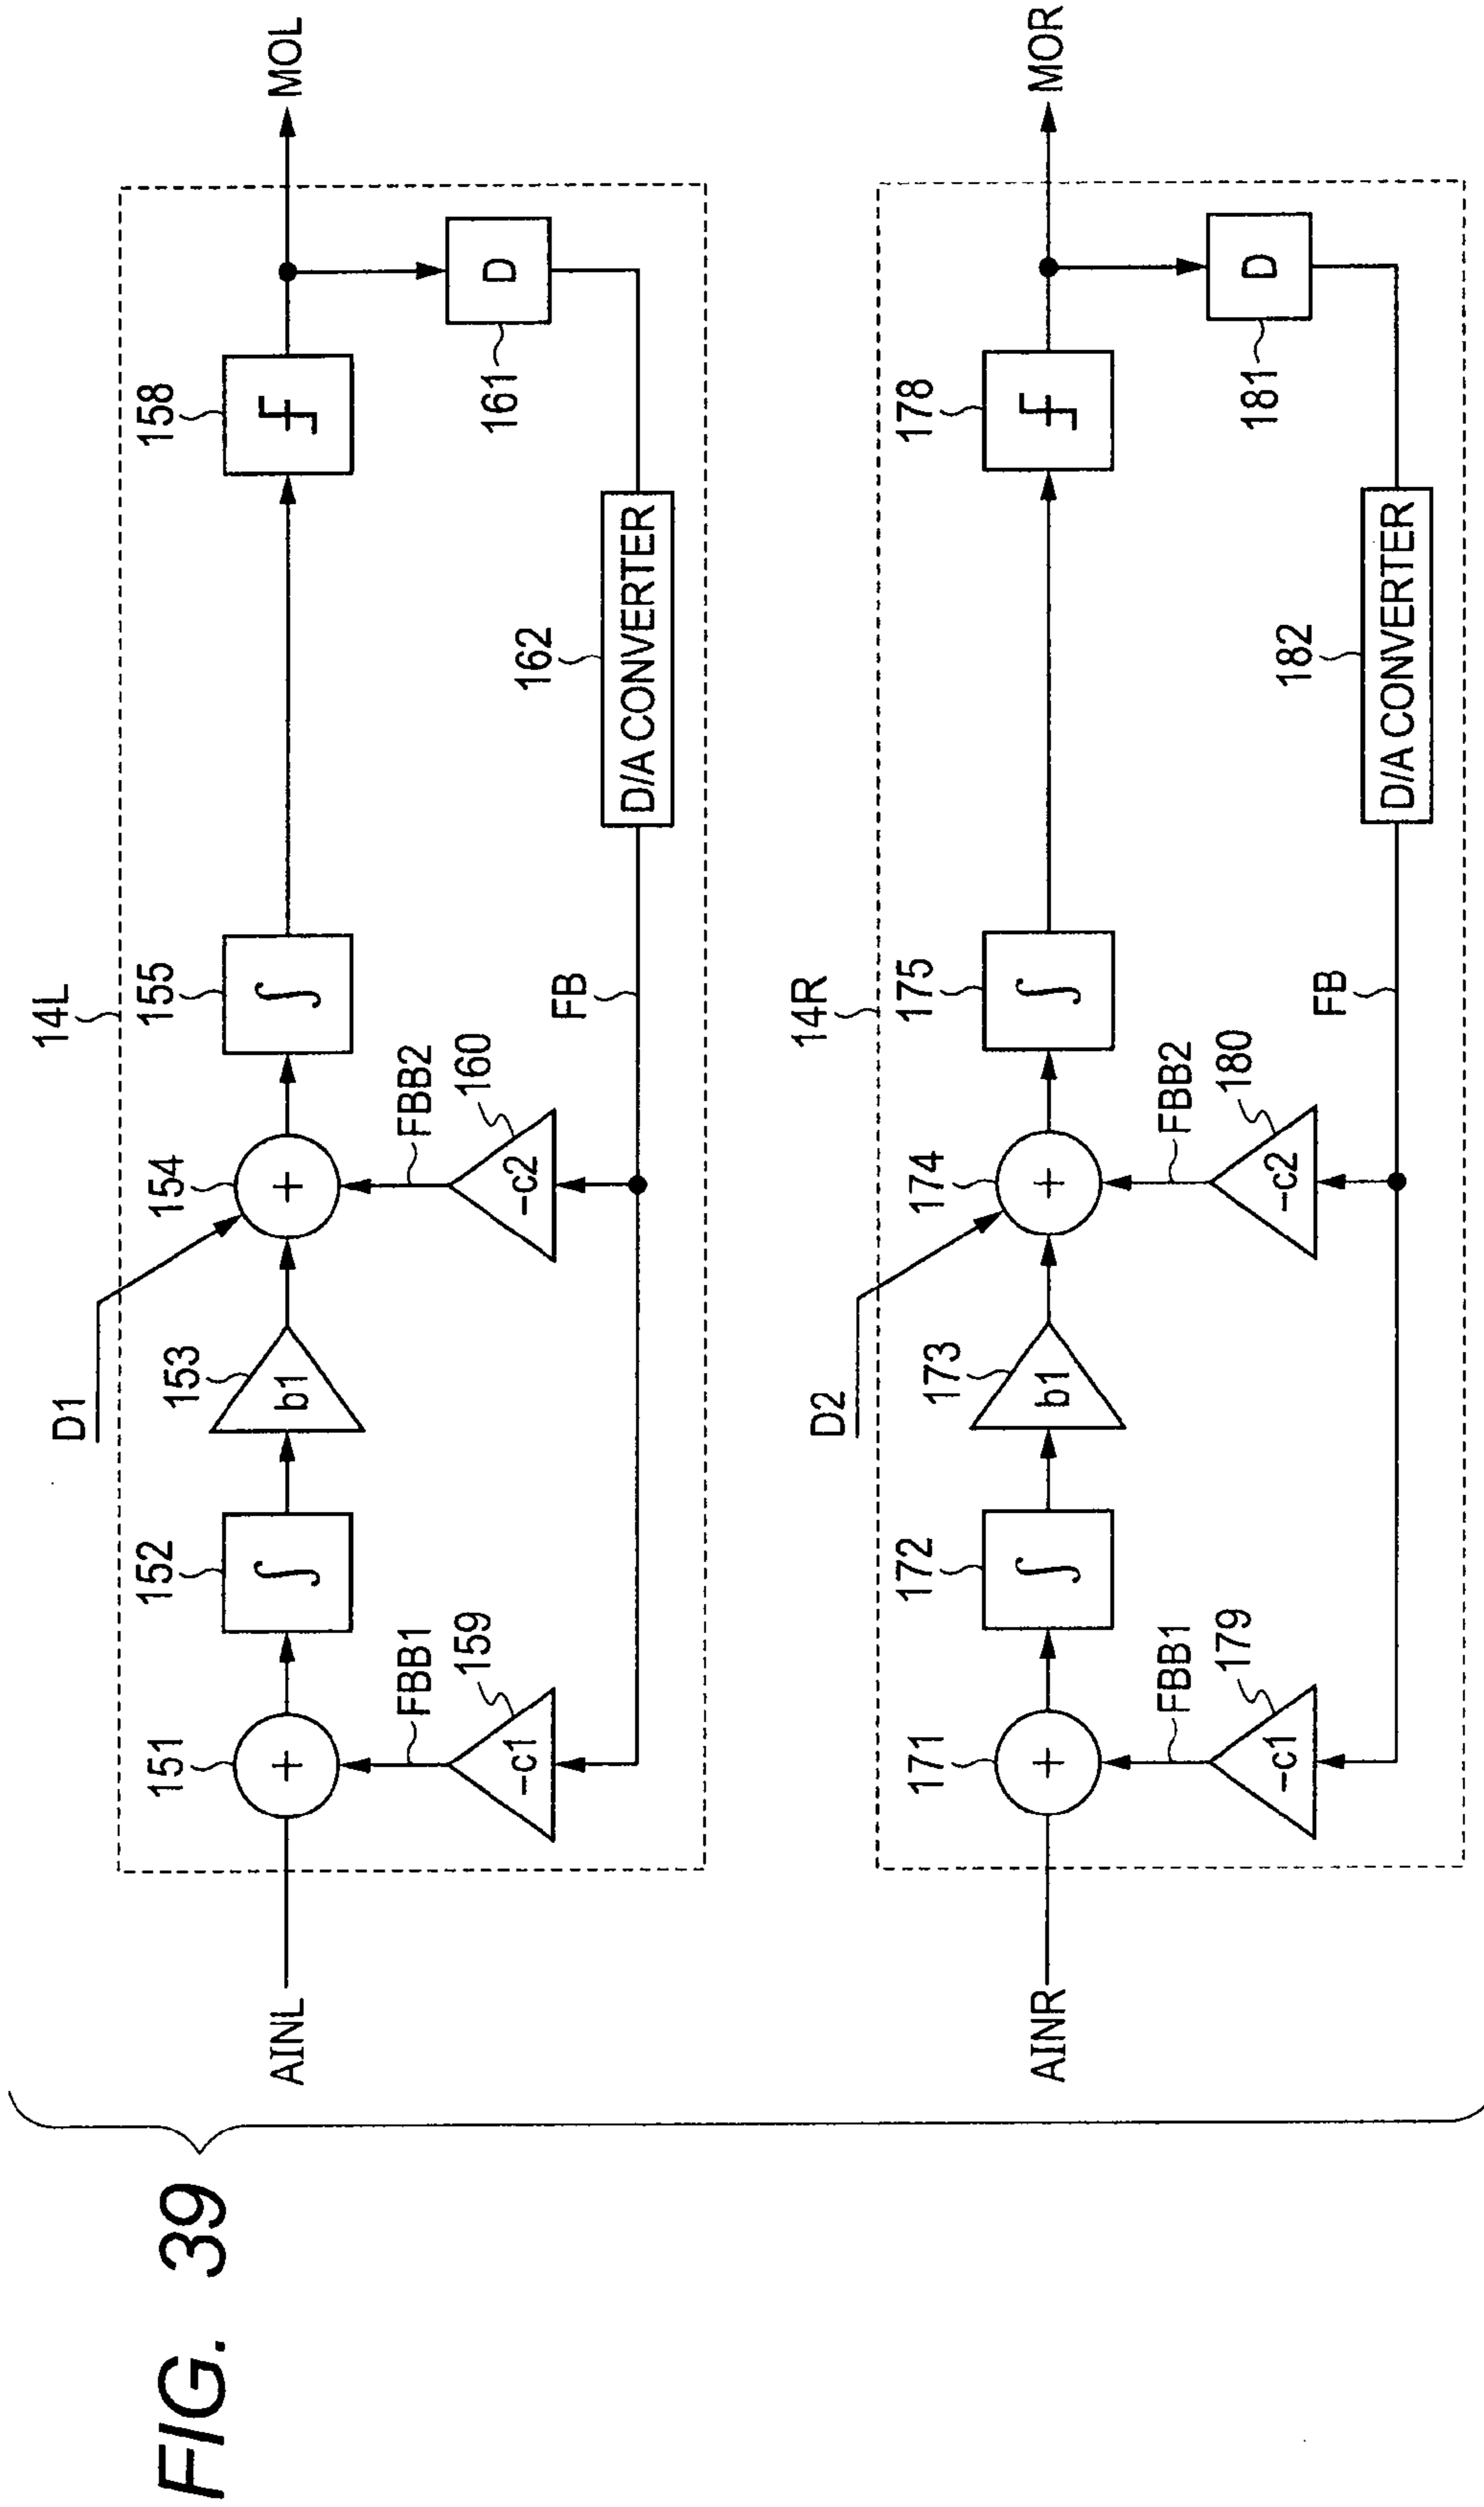 FIG. 39
14L
D1
151
152
153
154
155
158
AINL
+
∫
b1
+
∫
MOL
FBB1
FBB2
159
160
161
-c1
-c2
D
FB
162
D/A CONVERTER
14R
D2
171
172
173
174
175
178
AINR
+
∫
b1
+
∫
MOR
FBB1
FBB2
179
180
181
-c1
-c2
D
FB
182
D/A CONVERTER